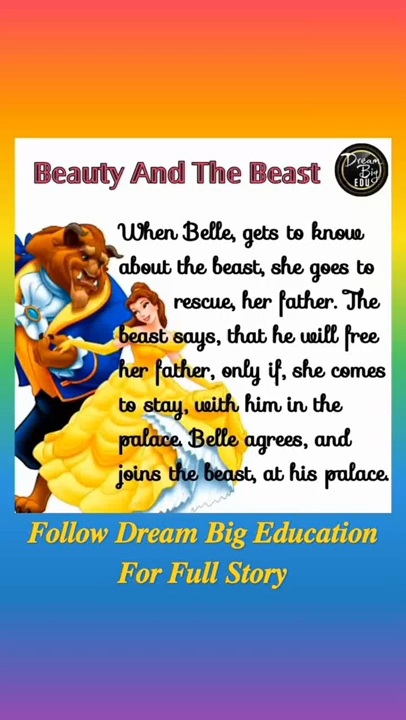 Beauty And The Beast
Dream
Big
EDU
When Belle, gets to know
about the beast, she goes to
rescue, her father. The
beast says, that he will free
her father, only if, she comes
to stay, with him in the
palace. Belle agrees, and
joins the beast, at his palace.
Follow Dream Big Education
For Full Story